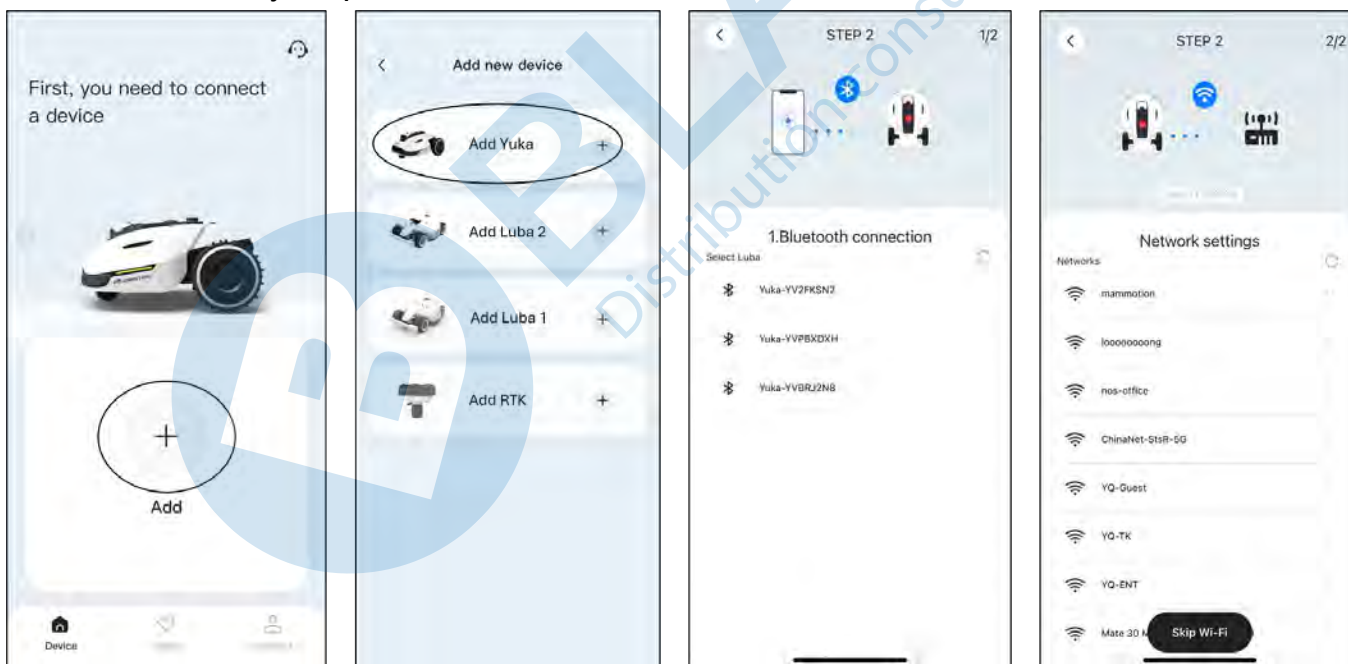 First, you need to connect
a device
Add
Device
Add new device
Add Yuka
Add Luba 2
Add Luba 1
Add RTK
STEP 2
1/2
1.Bluetooth connection
Select Luba
Yuka-YV2FKSN2
Yuka-YVPBXDXH
Yuka-YVBRJ2N8
STEP 2
2/2
Network settings
Networks
mammotion
looooooong
nos-office
ChinaNet-StsR-5G
YQ-Guest
YQ-TK
YQ-ENT
Mate 30
Skip Wi-Fi
Distribution